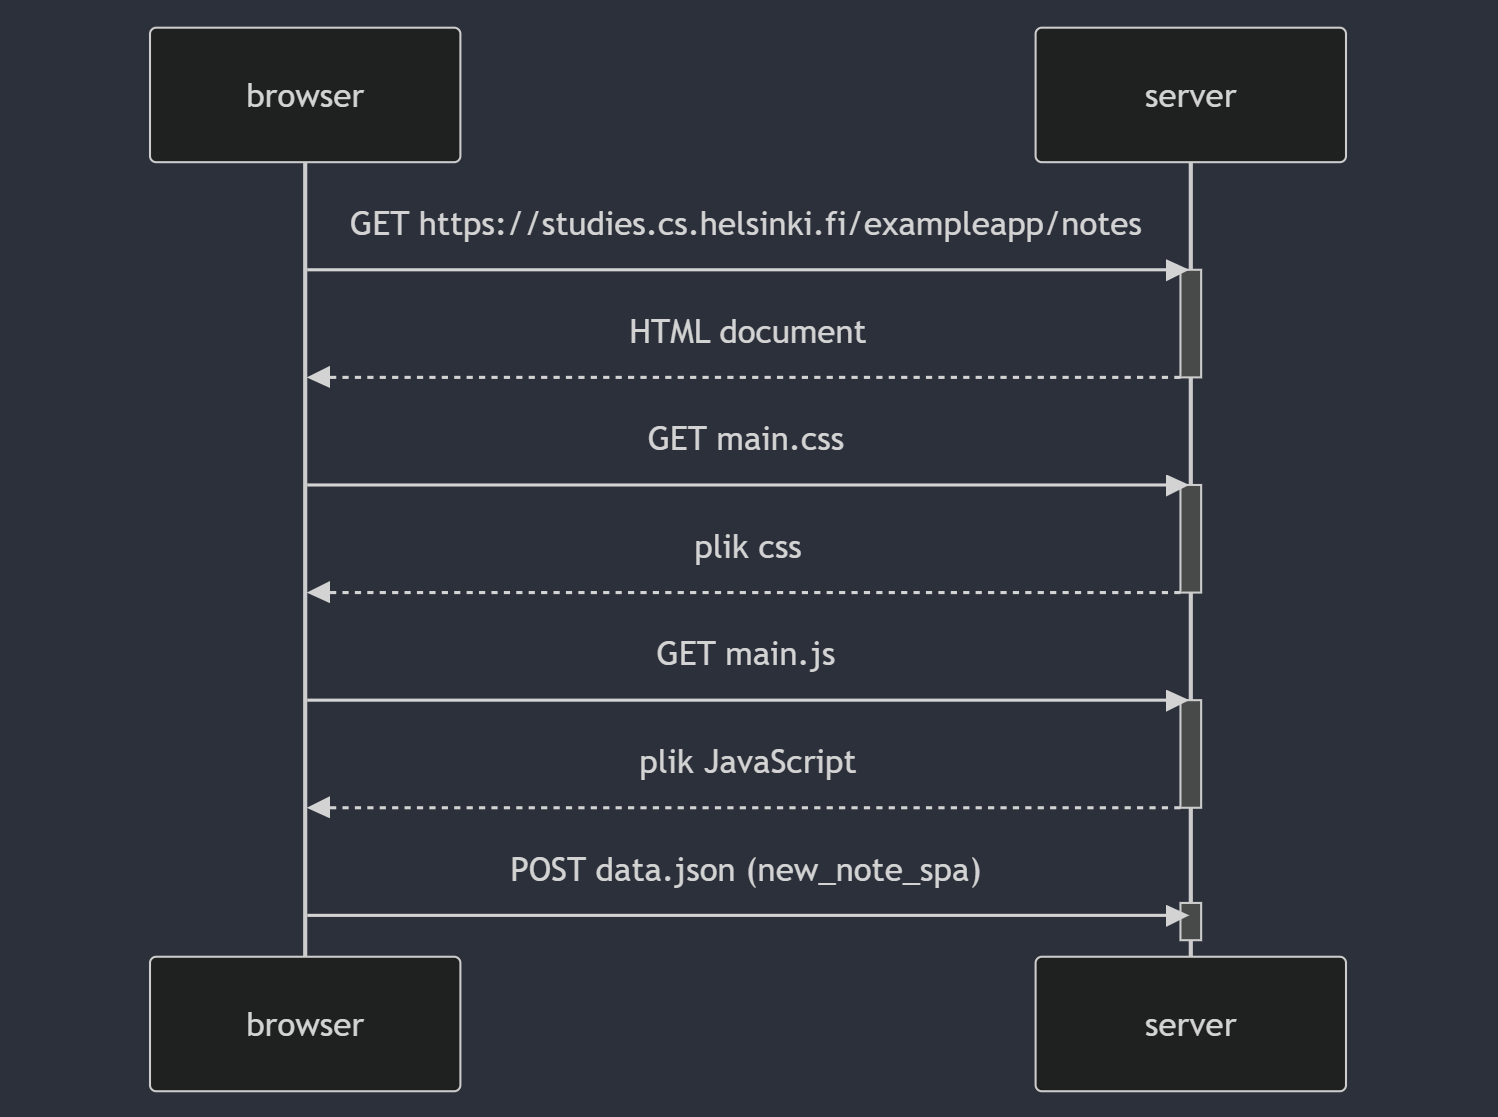 browser
server
GET https://studies.cs.helsinki.fi/exampleapp/notes
HTML document
GET main.css
plik css
GET main.js
plik JavaScript
POST data.json (new_note_spa)
browser
server